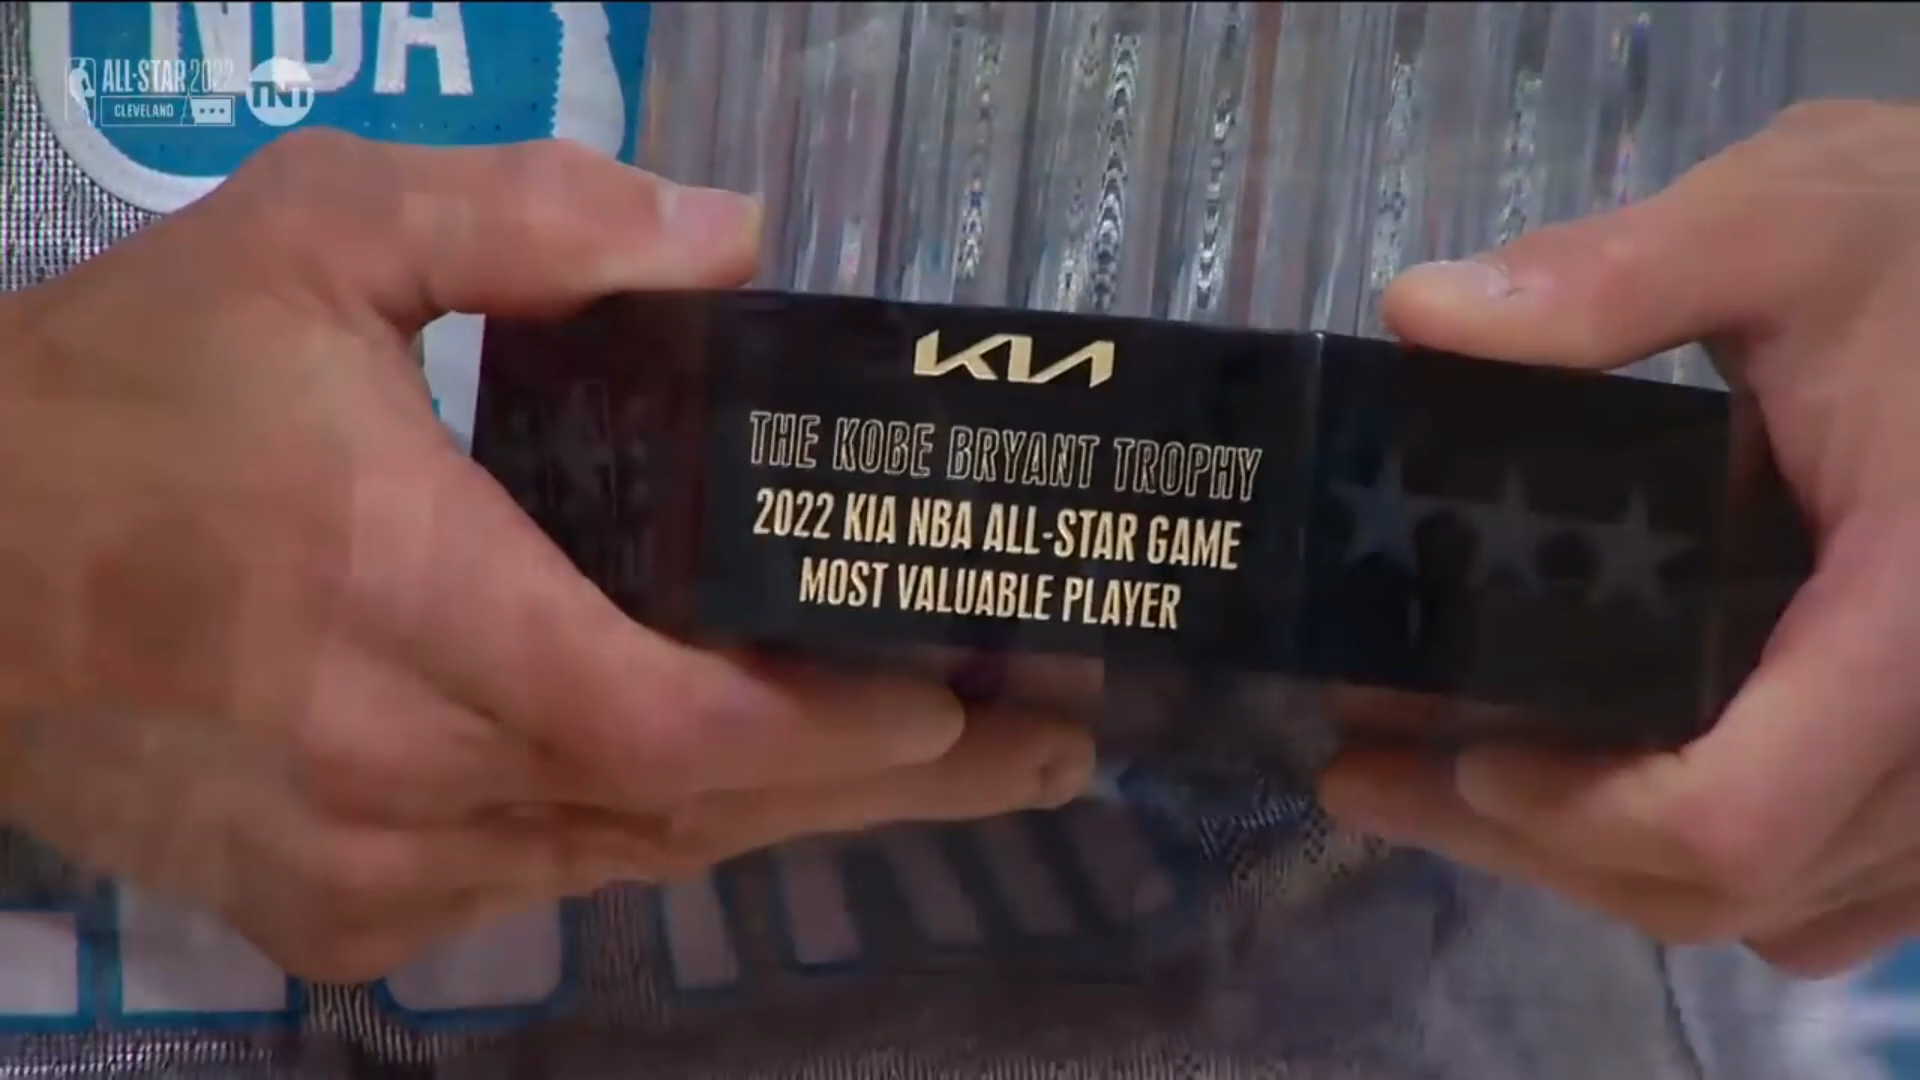 NBA
ALL-STAR 2022
CLEVELAND
TNT
KIA
THE KOBE BRYANT TROPHY
2022 KIA NBA ALL-STAR GAME
MOST VALUABLE PLAYER